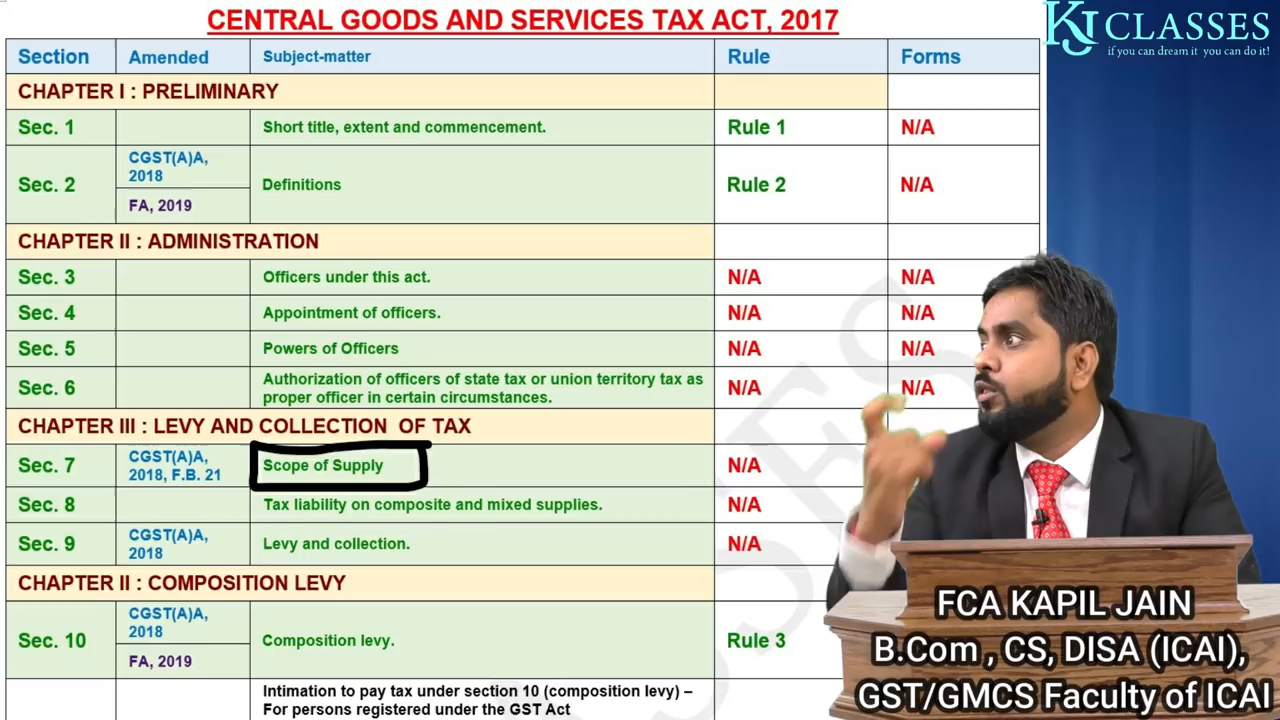 CENTRAL GOODS AND SERVICES TAX ACT, 2017
KJ CLASSES
if you can dream it you can do it!
Section Amended Subject-matter Rule Forms
CHAPTER I : PRELIMINARY
Sec. 1 Short title, extent and commencement. Rule 1 N/A
Sec. 2 CGST(A)A, 2018 FA, 2019 Definitions Rule 2 N/A
CHAPTER II : ADMINISTRATION
Sec. 3 Officers under this act. N/A N/A
Sec. 4 Appointment of officers. N/A N/A
Sec. 5 Powers of Officers N/A N/A
Sec. 6 Authorization of officers of state tax or union territory tax as proper officer in certain circumstances. N/A N/A
CHAPTER III : LEVY AND COLLECTION OF TAX
Sec. 7 CGST(A)A, 2018, F.B. 21 Scope of Supply N/A
Sec. 8 Tax liability on composite and mixed supplies. N/A
Sec. 9 CGST(A)A, 2018 Levy and collection. N/A
CHAPTER II : COMPOSITION LEVY
Sec. 10 CGST(A)A, 2018 FA, 2019 Composition levy. Rule 3
Intimation to pay tax under section 10 (composition levy) –
For persons registered under the GST Act
FCA KAPIL JAIN
B.Com , CS, DISA (ICAI),
GST/GMCS Faculty of ICAI